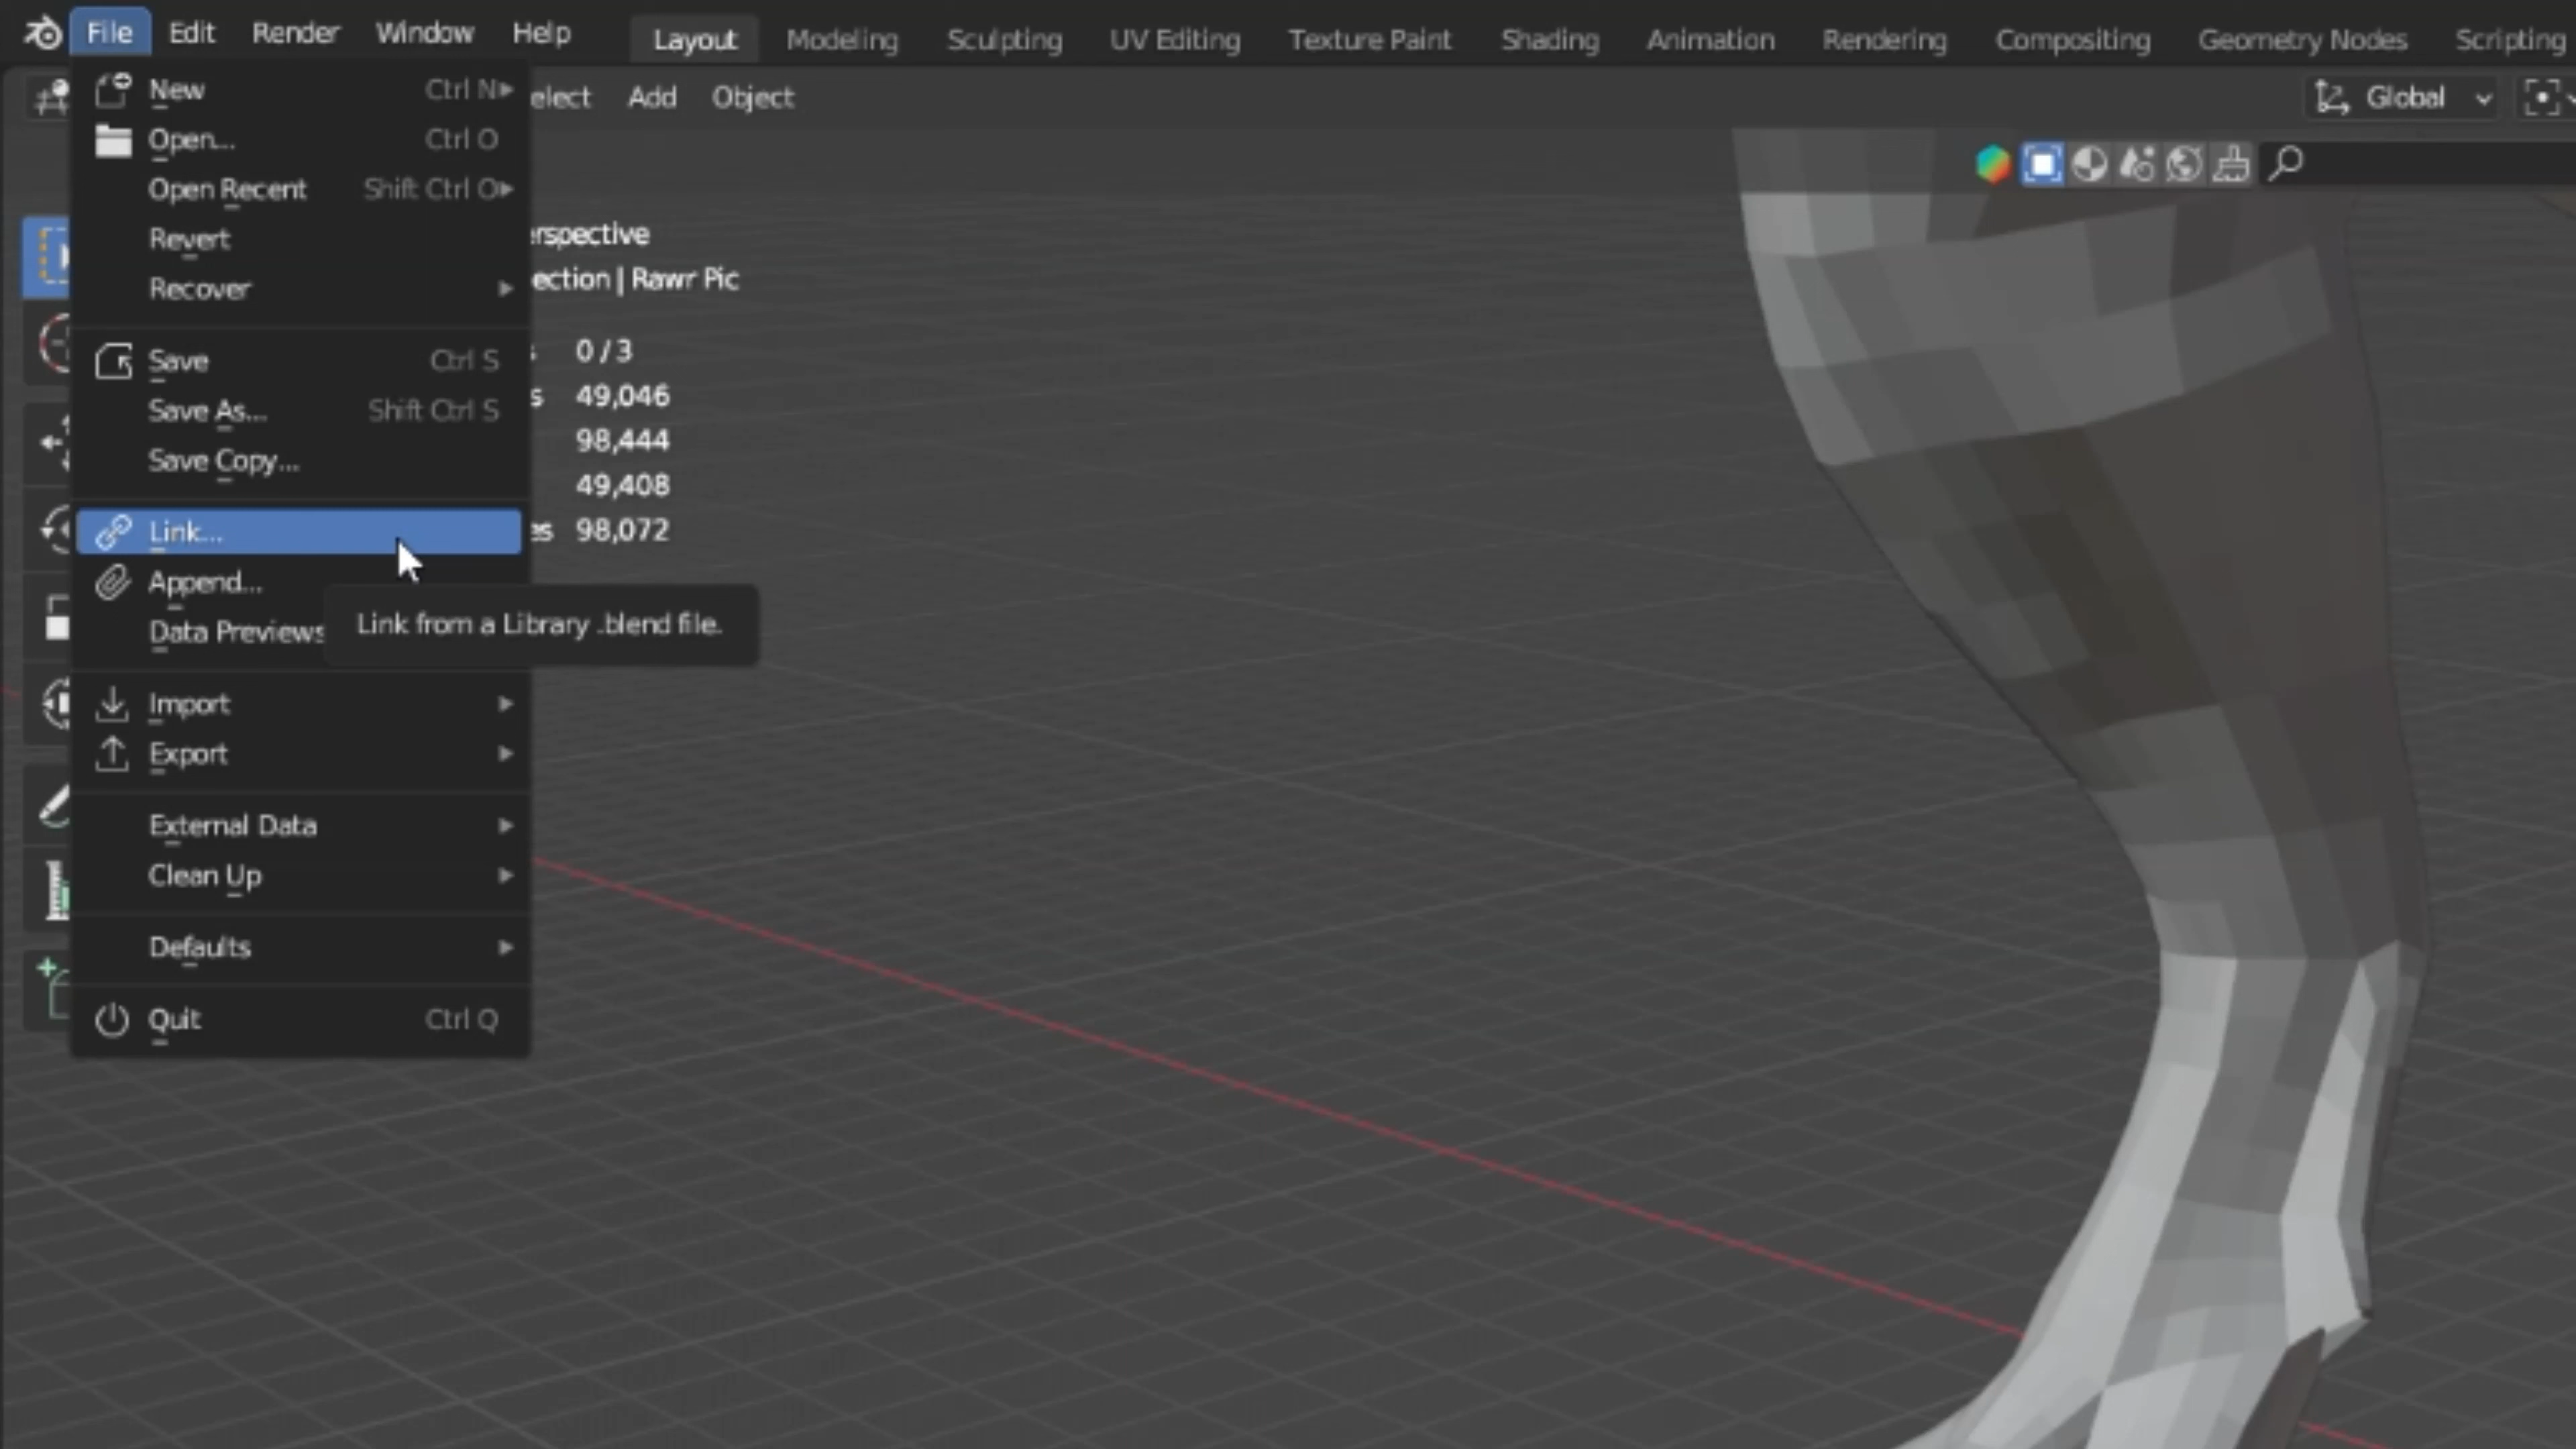 File Edit Render Window Help Layout Modeling Sculpting UV Editing Texture Paint Shading Animation Rendering Compositing Geometry Nodes Scripting
elect Add Object Global
New Ctrl N
Open... Ctrl O
Open Recent Shift Ctrl O
Revert
Recover
Save Ctrl S
Save As... Shift Ctrl S
Save Copy...
Link...
Append...
Data Previews
Import
Export
External Data
Clean Up
Defaults
Quit Ctrl Q
Link from a Library .blend file.
rspective
ection | Rawr Pic
s 0 / 3
s 49,046
98,444
49,408
es 98,072